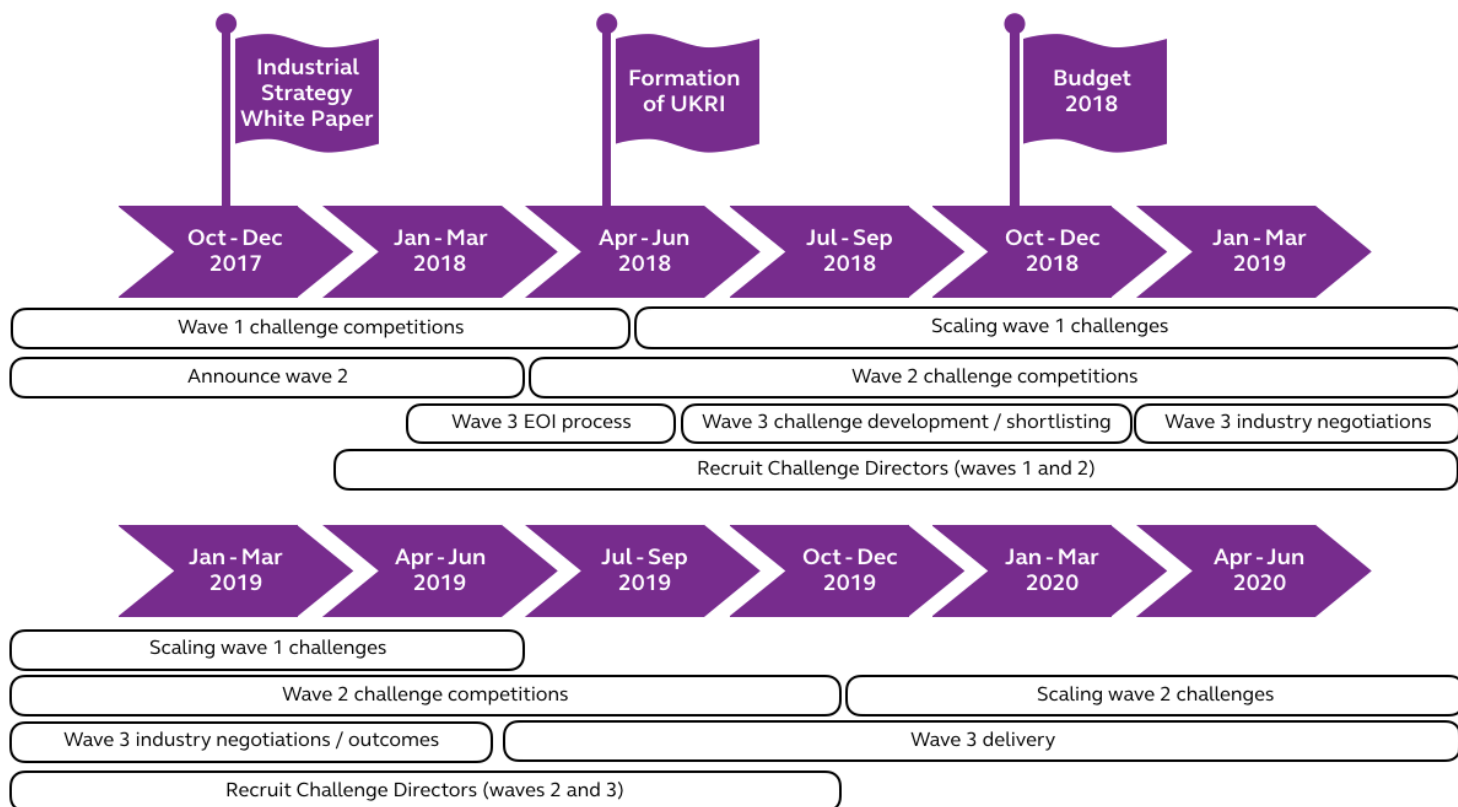 Industrial
Strategy
White Paper
Formation
of UKRI
Budget
2018
Oct - Dec
2017
Jan - Mar
2018
Apr - Jun
2018
Jul - Sep
2018
Oct - Dec
2018
Jan - Mar
2019
Wave 1 challenge competitions
Scaling wave 1 challenges
Announce wave 2
Wave 2 challenge competitions
Wave 3 EOI process
Wave 3 challenge development / shortlisting
Wave 3 industry negotiations
Recruit Challenge Directors (waves 1 and 2)
Jan - Mar
2019
Apr - Jun
2019
Jul - Sep
2019
Oct - Dec
2019
Jan - Mar
2020
Apr - Jun
2020
Scaling wave 1 challenges
Wave 2 challenge competitions
Scaling wave 2 challenges
Wave 3 industry negotiations / outcomes
Wave 3 delivery
Recruit Challenge Directors (waves 2 and 3)